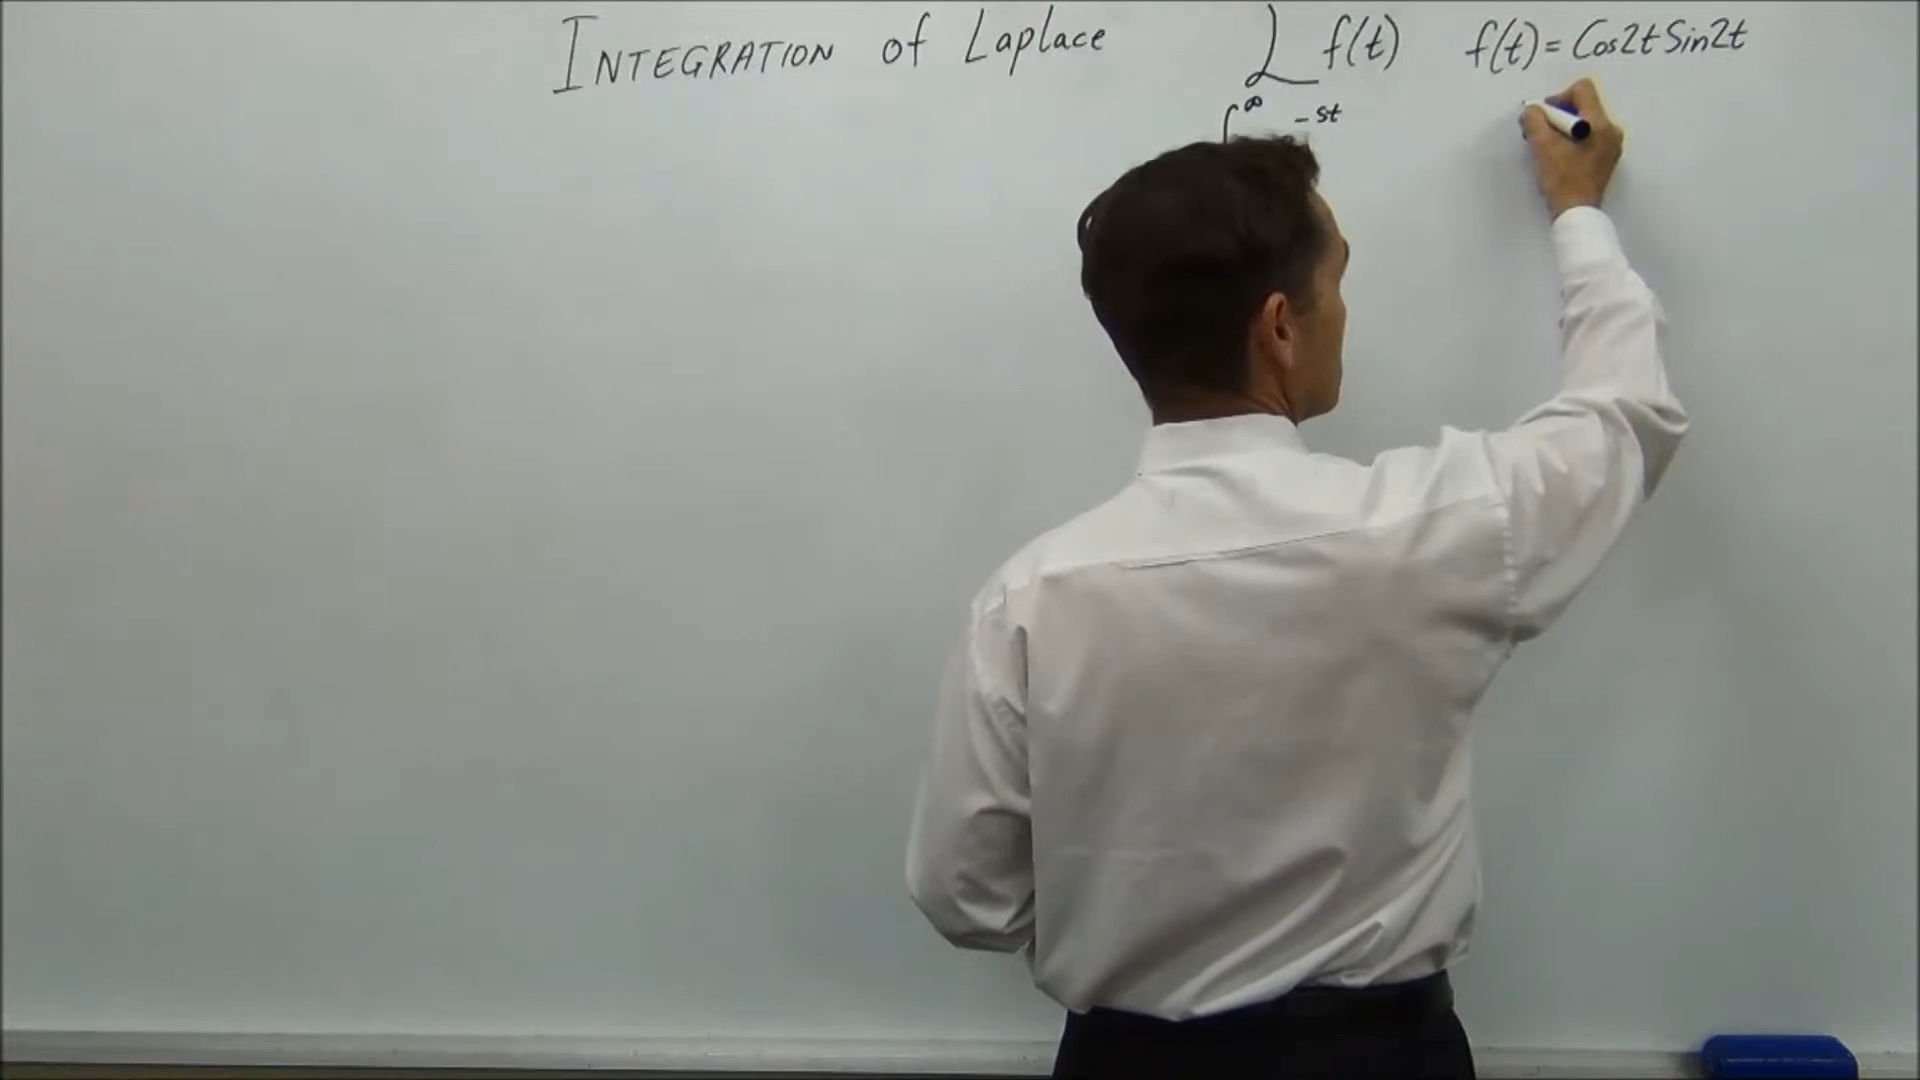 INTEGRATION of Laplace ℒ f(t) f(t) = Cos2t Sin2t
∫ ∞ -st